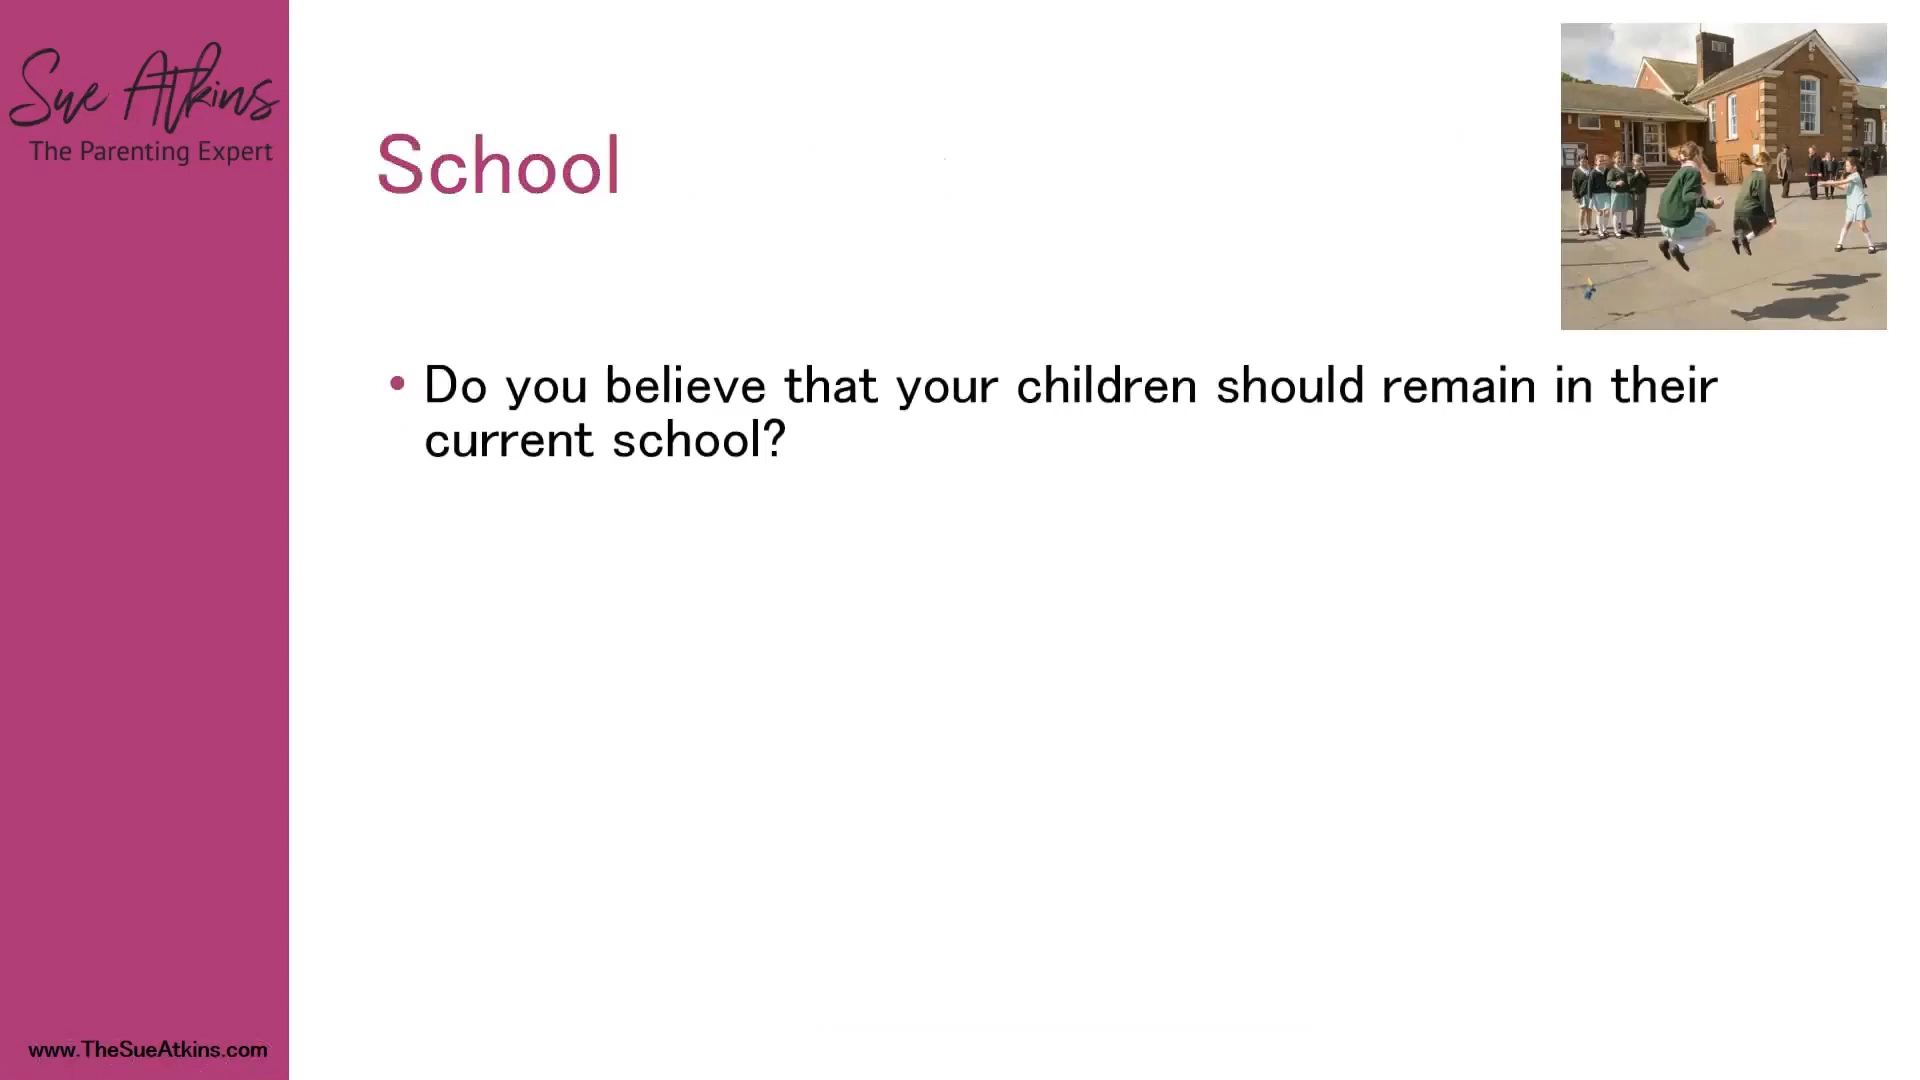 Sue Atkins
The Parenting Expert
School
• Do you believe that your children should remain in their
current school?
www.TheSueAtkins.com